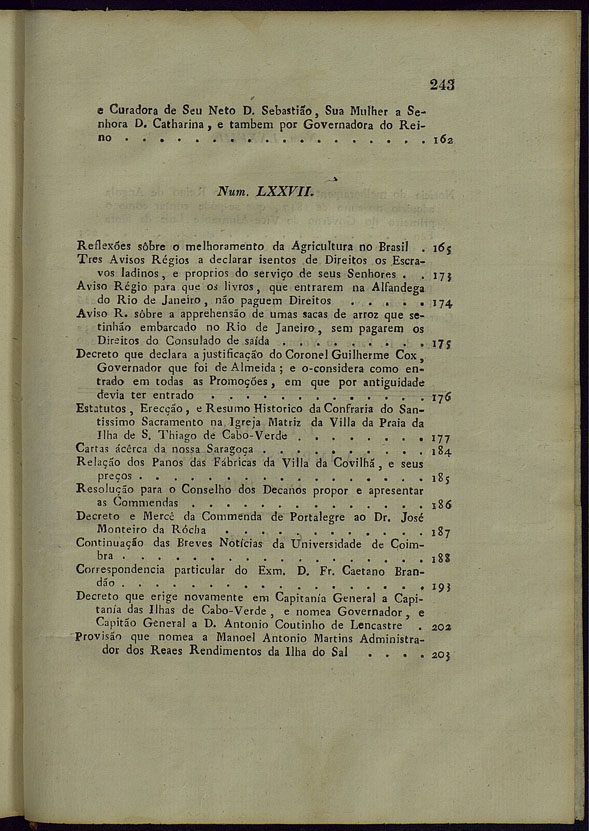 243
e Curadora de Seu Neto D. Sebastião, Sua Mulher a Se-
nhora D. Catharina, e tambem por Governadora do Rei-
no . . . . . . . . . . . . . . . . 162
Num. LXXVII.
Reflexões sôbre o melhoramento da Agricultura no Brasil . 165
Tres Avisos Régios a declarar isentos de Direitos os Escra-
vos ladinos, e proprios do serviço de seus Senhores . . 173
Aviso Régio para que os livros, que entrarem na Alfandega
do Rio de Janeiro, não paguem Direitos . . . . . 174
Aviso R. sôbre a apprehensão de umas sacas de arroz que se-
tinhão embarcado no Rio de Janeiro, sem pagarem os
Direitos do Consulado de saída . . . . . . . . 175
Decreto que declara a justificação do Coronel Guilherme Cox,
Governador que foi de Almeida; e o-considera como en-
trado em todas as Promoções, em que por antiguidade
devia ter entrado . . . . . . . . . . . . 176
Estatutos, Erecção, e Resumo Historico da Confraria do San-
tissimo Sacramento na Igreja Matriz da Villa da Praia da
Ilha de S. Thiago de Cabo-Verde . . . . . . . 177
Cartas ácêrca da nossa Saragoça . . . . . . . . . 184
Relação dos Panos das Fábricas da Villa da Covilhã, e seus
preços . . . . . . . . . . . . . . . 185
Resolução para o Conselho dos Decanos propor e apresentar
as Commendas . . . . . . . . . . . . . 186
Decreto e Mercê da Commenda de Portalegre ao Dr. José
Monteiro da Rócha . . . . . . . . . . . 187
Continuação das Breves Notícias da Universidade de Coim-
bra . . . . . . . . . . . . . . . . 188
Correspondencia particular do Exm. D. Fr. Caetano Bran-
dão . . . . . . . . . . . . . . . . 193
Decreto que erige novamente em Capitanía General a Capi-
tanía das Ilhas de Cabo-Verde, e nomea Governador, e
Capitão General a D. Antonio Coutinho de Lencastre . 202
Provisão que nomea a Manoel Antonio Martins Administra-
dor dos Reaes Rendimentos da Ilha do Sal . . . . 203